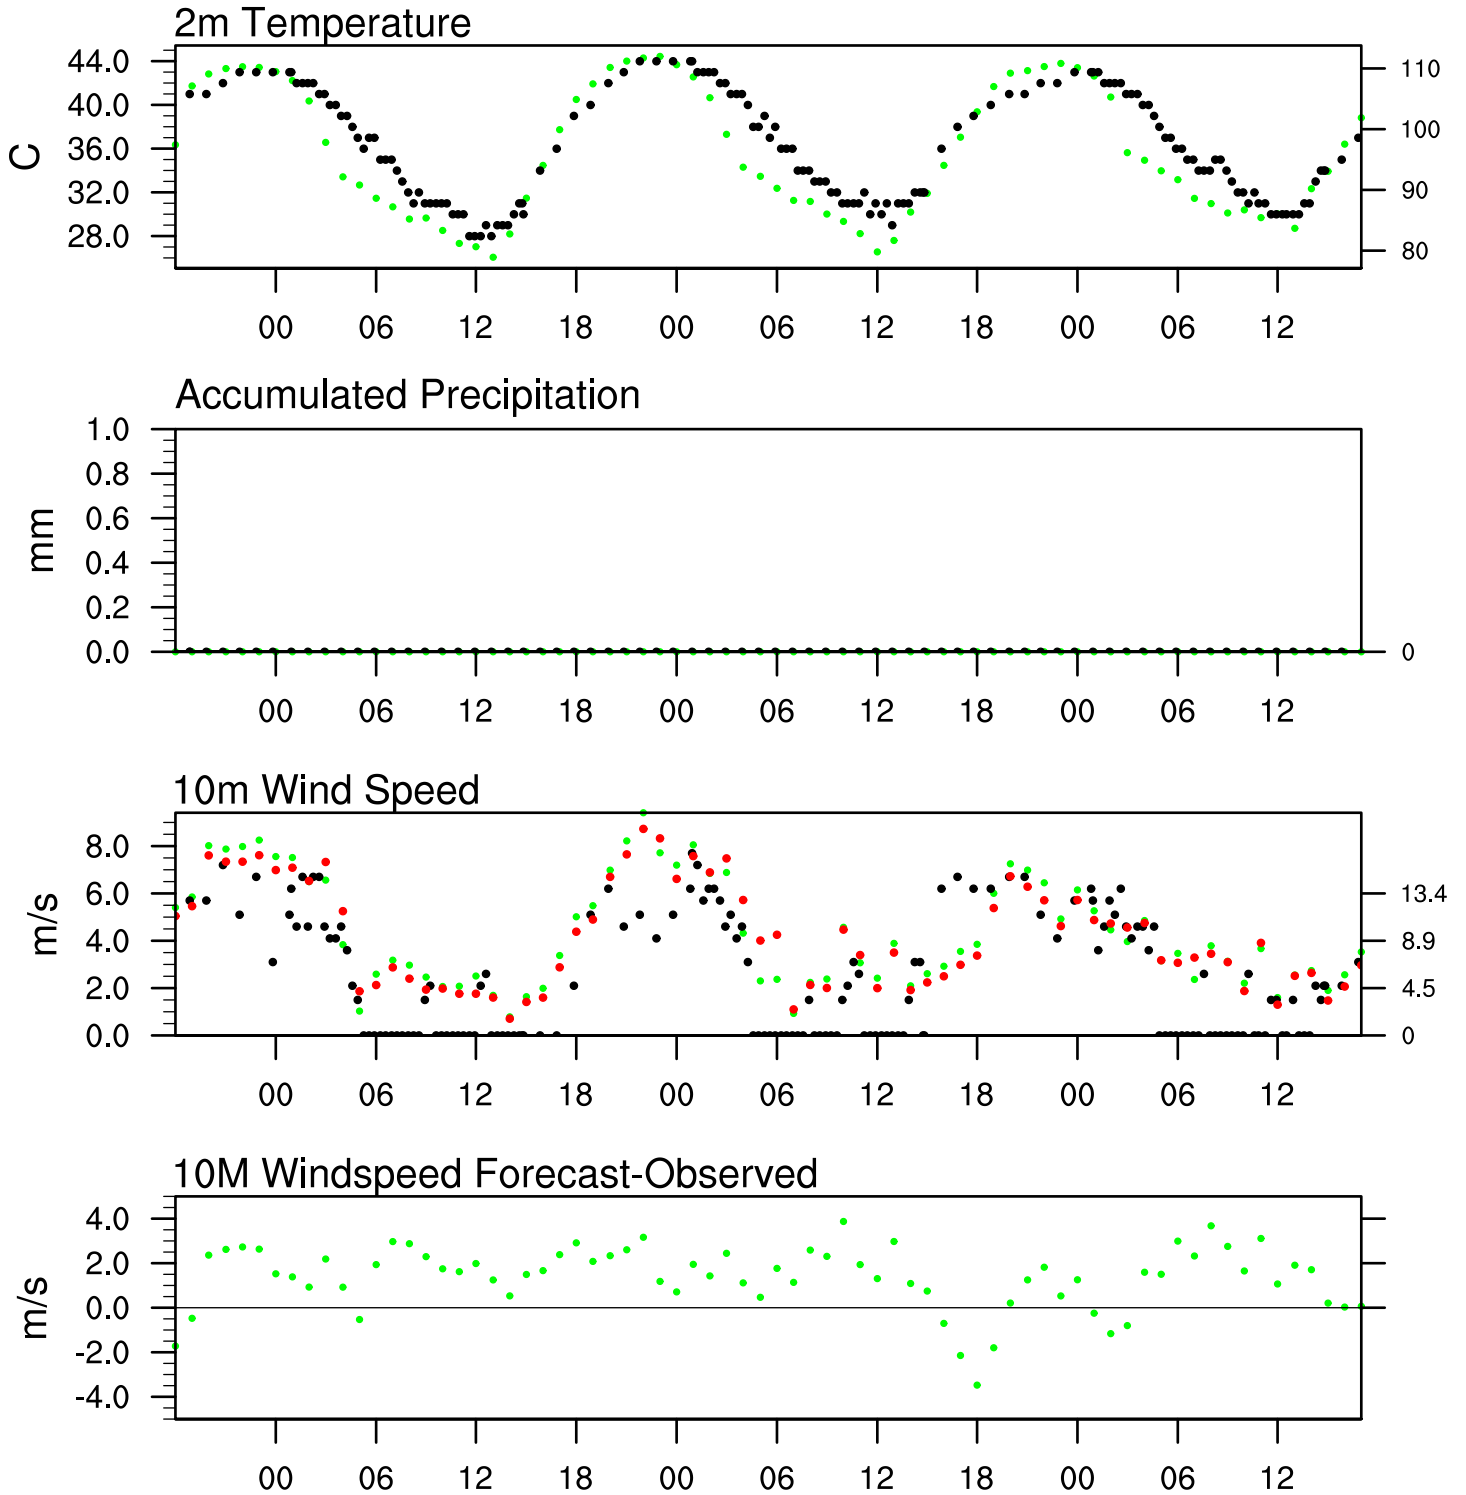 2m Temperature
44.0
40.0
36.0
32.0
28.0
C
110
100
90
80
00 06 12 18 00 06 12 18 00 06 12
Accumulated Precipitation
1.0
0.8
0.6
0.4
0.2
0.0
mm
0
00 06 12 18 00 06 12 18 00 06 12
10m Wind Speed
8.0
6.0
4.0
2.0
0.0
m/s
13.4
8.9
4.5
0
00 06 12 18 00 06 12 18 00 06 12
10M Windspeed Forecast-Observed
4.0
2.0
0.0
-2.0
-4.0
m/s
00 06 12 18 00 06 12 18 00 06 12